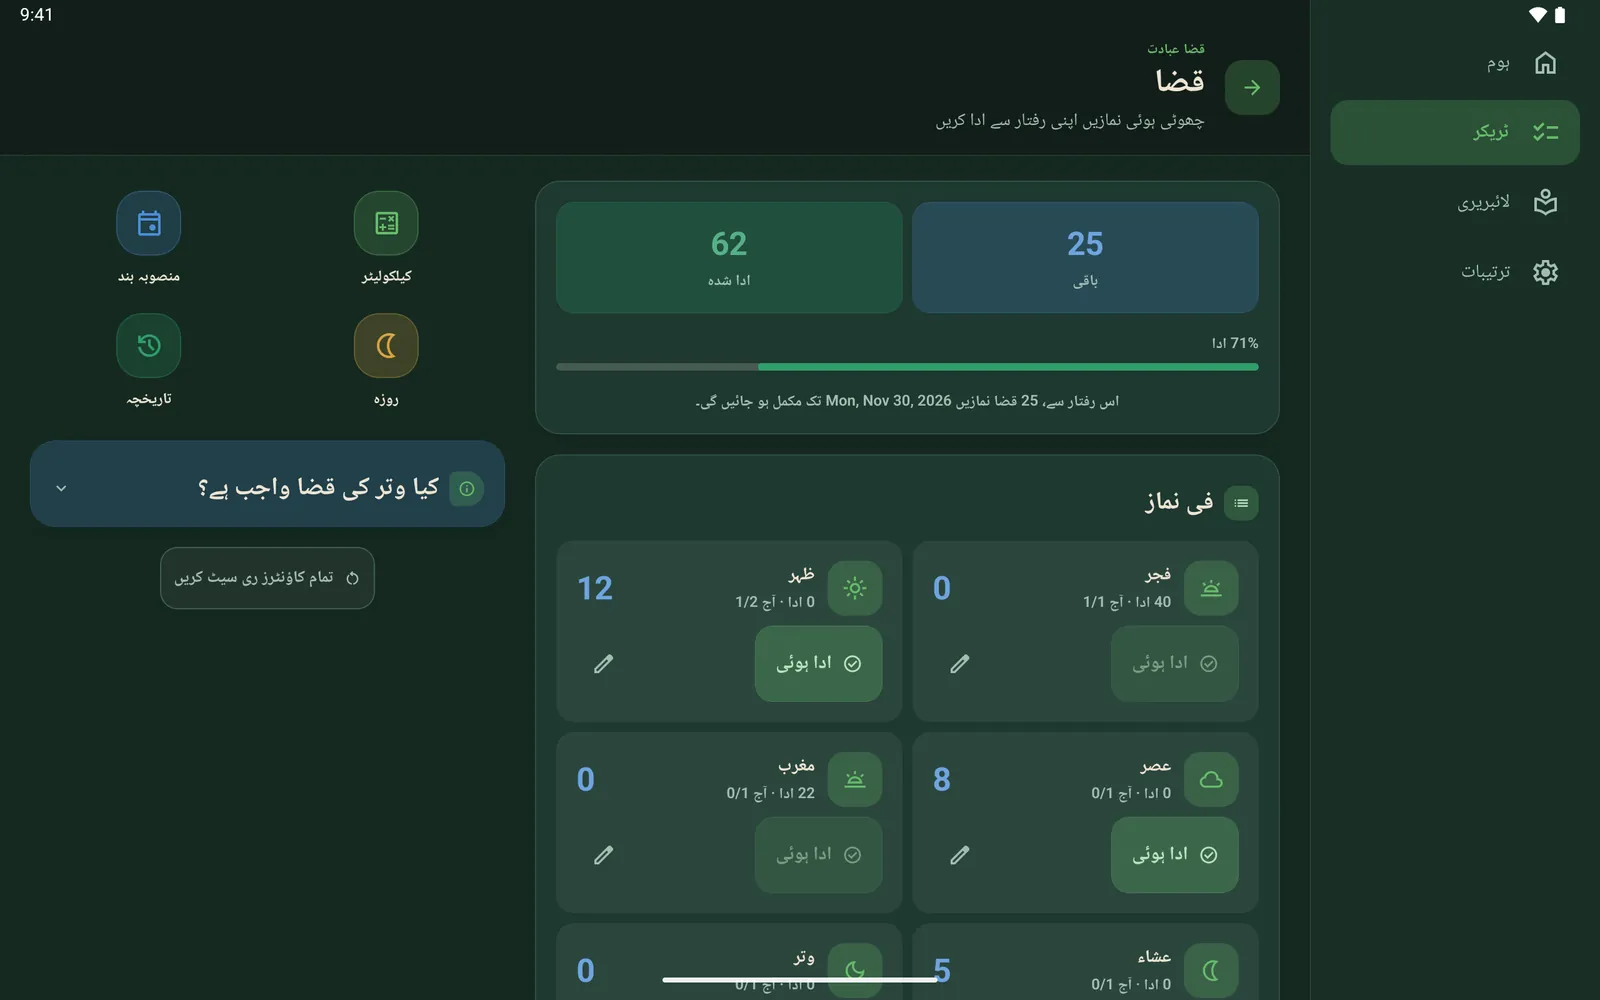 9:41
ہوم
ٹریکر
لائبریری
ترتیبات
قضا عبادت
قضا
چھوٹی ہوئی نمازیں اپنی رفتار سے ادا کریں
25
باقی
62
ادا شدہ
71% ادا
اس رفتار سے، 25 قضا نمازیں Mon, Nov 30, 2026 تک مکمل ہو جائیں گی۔
فی نماز
فجر
40 ادا · آج 1/1
0
ادا ہوئی
ظہر
0 ادا · آج 1/2
12
ادا ہوئی
عصر
0 ادا · آج 0/1
8
ادا ہوئی
مغرب
22 ادا · آج 0/1
0
ادا ہوئی
عشاء
0 ادا · آج 0/1
5
وتر
0 ادا · آج 0/1
0
کیلکولیٹر
منصوبہ بند
روزہ
تاریخچہ
کیا وتر کی قضا واجب ہے؟
تمام کاؤنٹرز ری سیٹ کریں